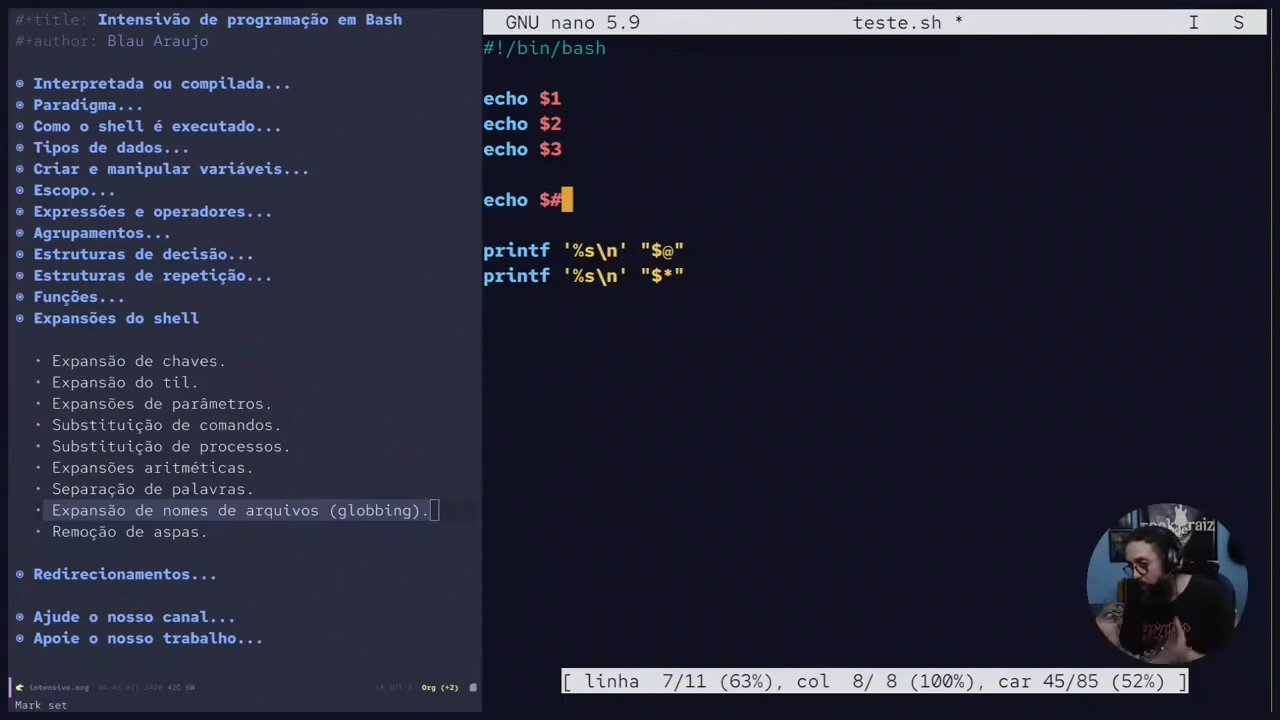 #+title: Intensivão de programação em Bash
#+author: Blau Araujo
Interpretada ou compilada...
Paradigma...
Como o shell é executado...
Tipos de dados...
Criar e manipular variáveis...
Escopo...
Expressões e operadores...
Agrupamentos...
Estruturas de decisão...
Estruturas de repetição...
Funções...
Expansões do shell
Expansão de chaves.
Expansão do til.
Expansões de parâmetros.
Substituição de comandos.
Substituição de processos.
Expansões aritméticas.
Separação de palavras.
Expansão de nomes de arquivos (globbing).
Remoção de aspas.
Redirecionamentos...
Ajude o nosso canal...
Apoie o nosso trabalho...
intensivo.org
Org (+2)
Mark set
GNU nano 5.9 teste.sh * I S
#!/bin/bash
echo $1
echo $2
echo $3
echo $#
printf '%s\n' "$@"
printf '%s\n' "$*"
[ linha 7/11 (63%), col 8/ 8 (100%), car 45/85 (52%) ]